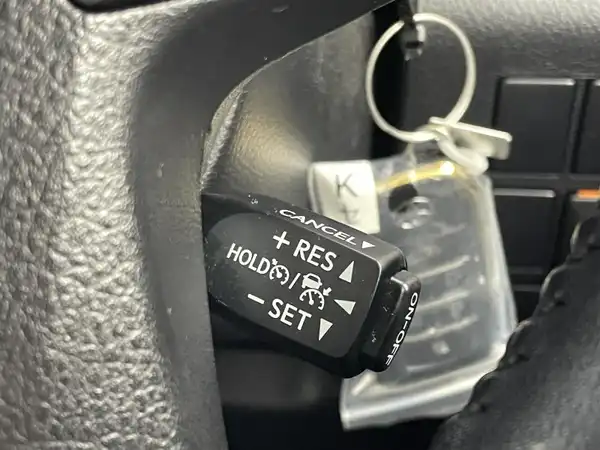 CANCEL▼
+ RES ▲
HOLD /
− SET ▼
ON-OFF
K